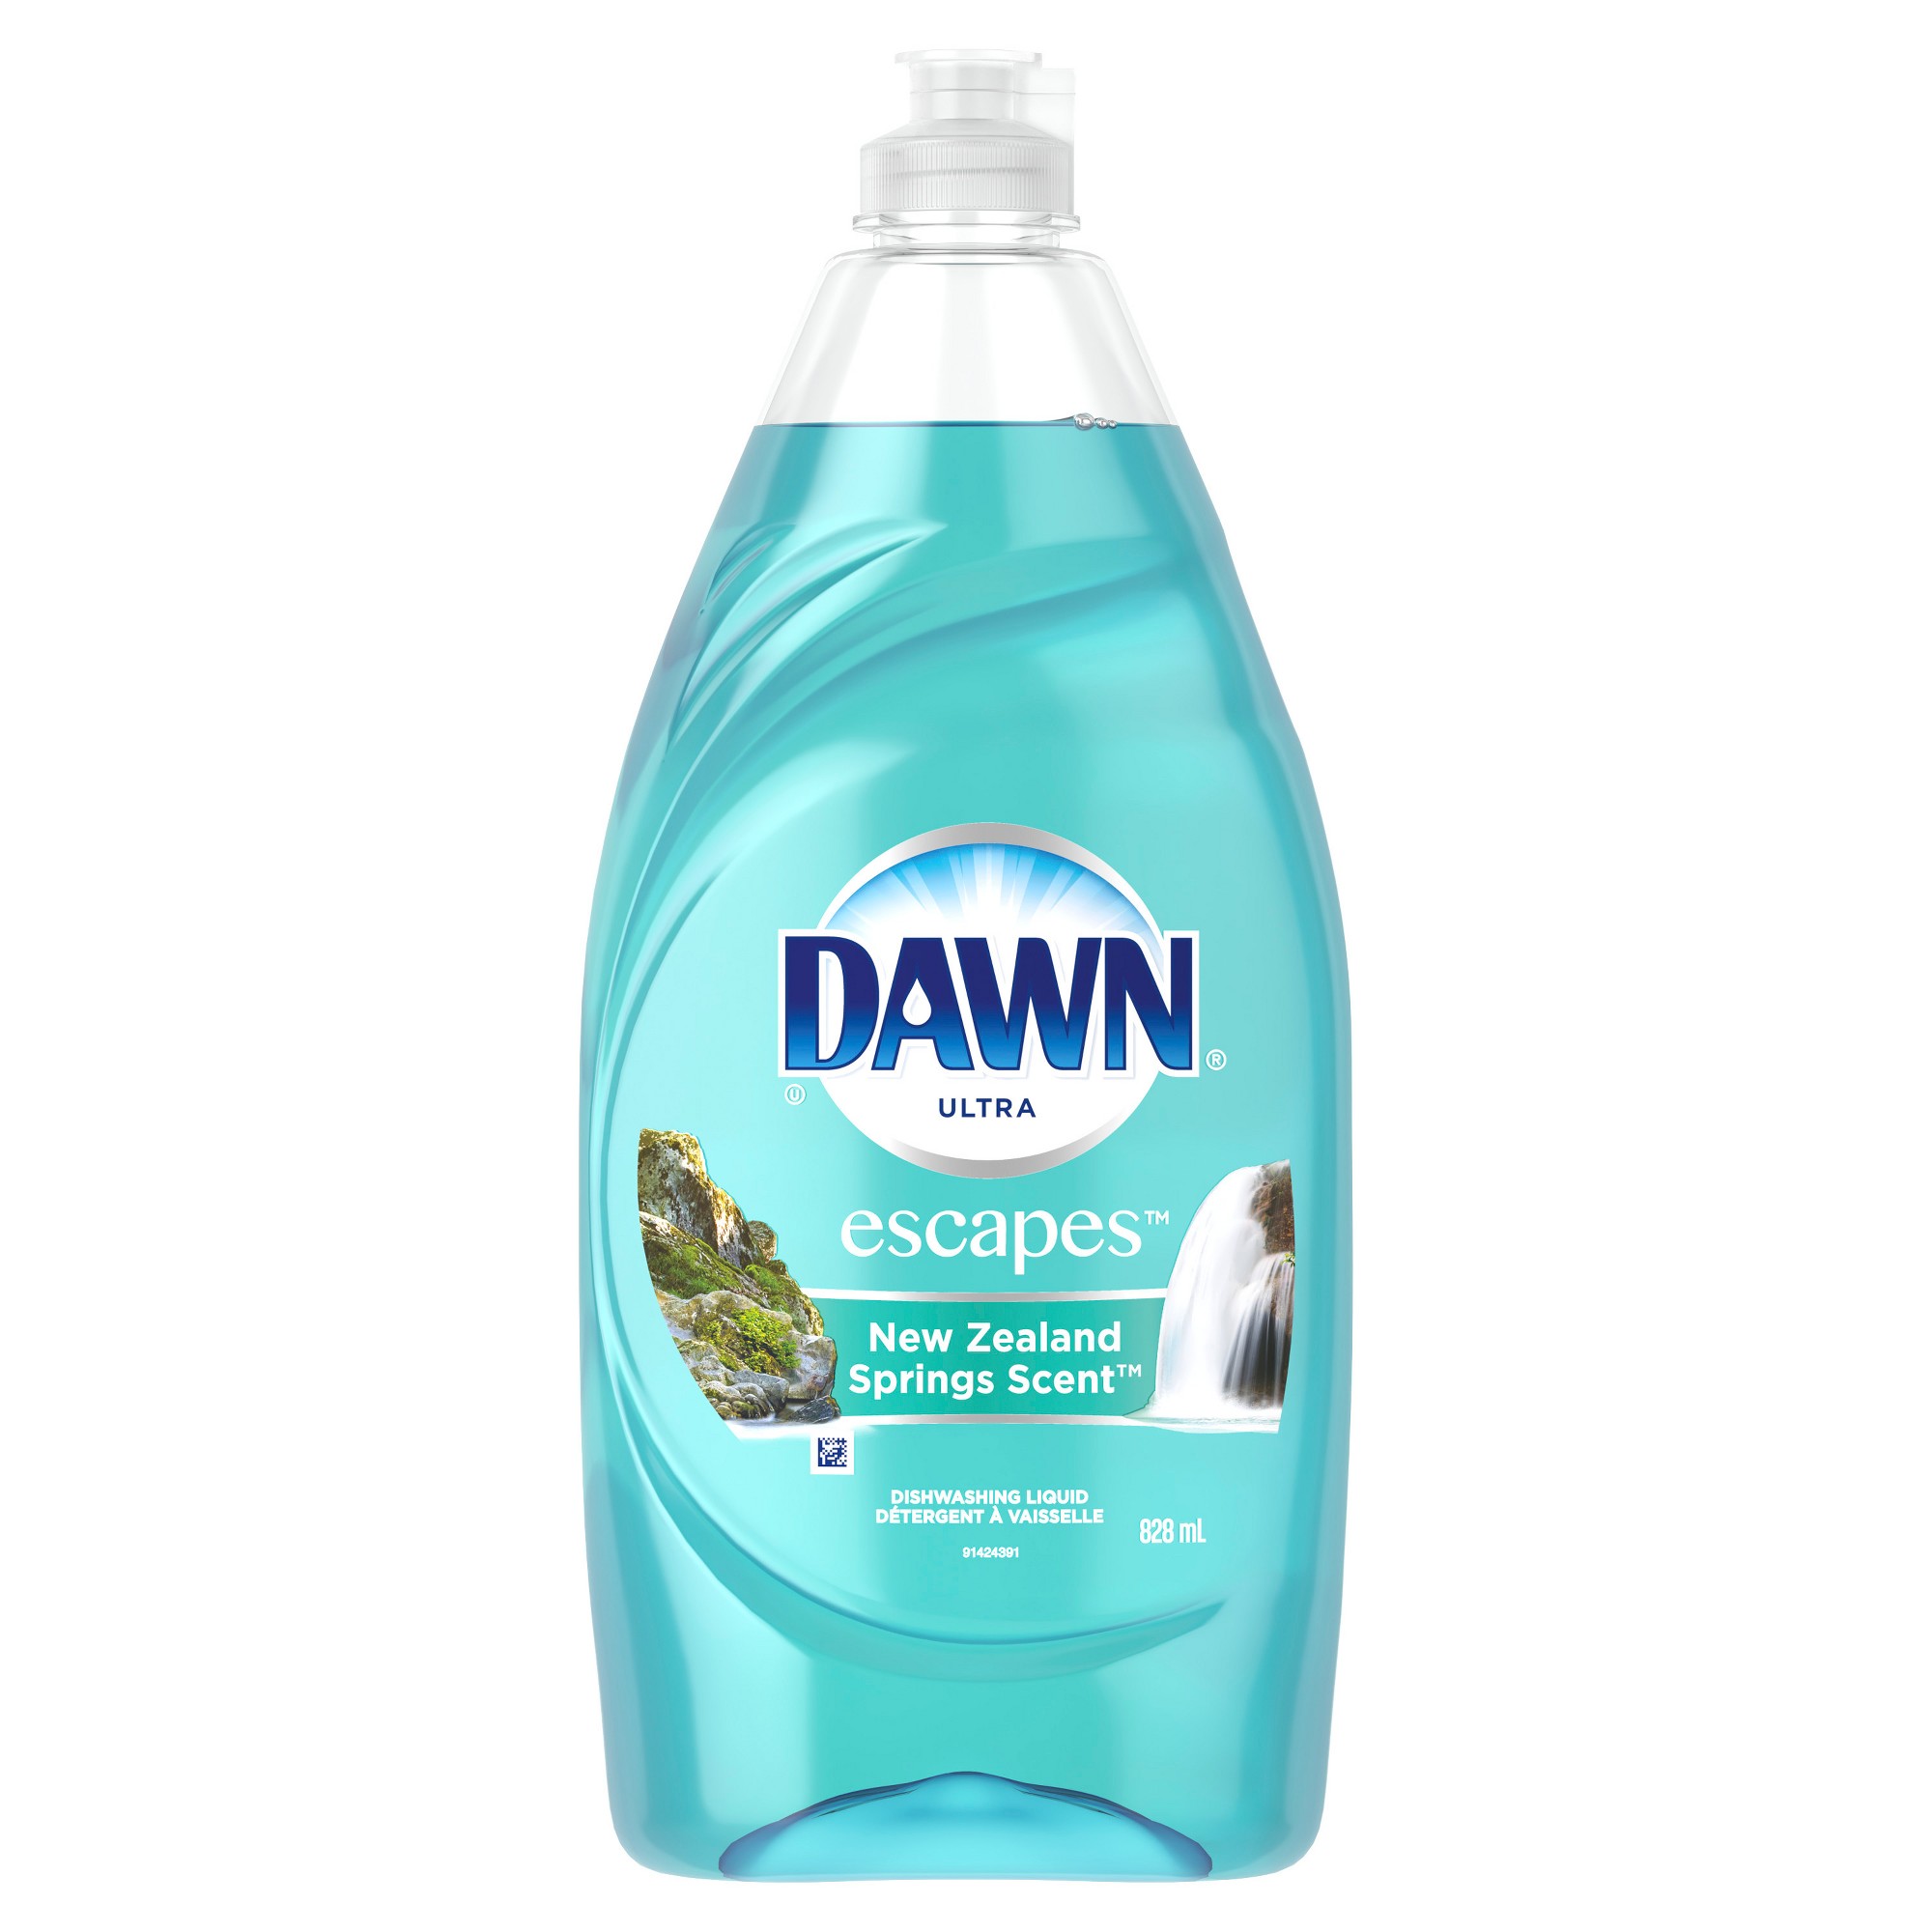 DAWN®
Ⓤ
ULTRA
escapes™
New Zealand
Springs Scent™
DISHWASHING LIQUID
DÉTERGENT À VAISSELLE
828 mL
91424391